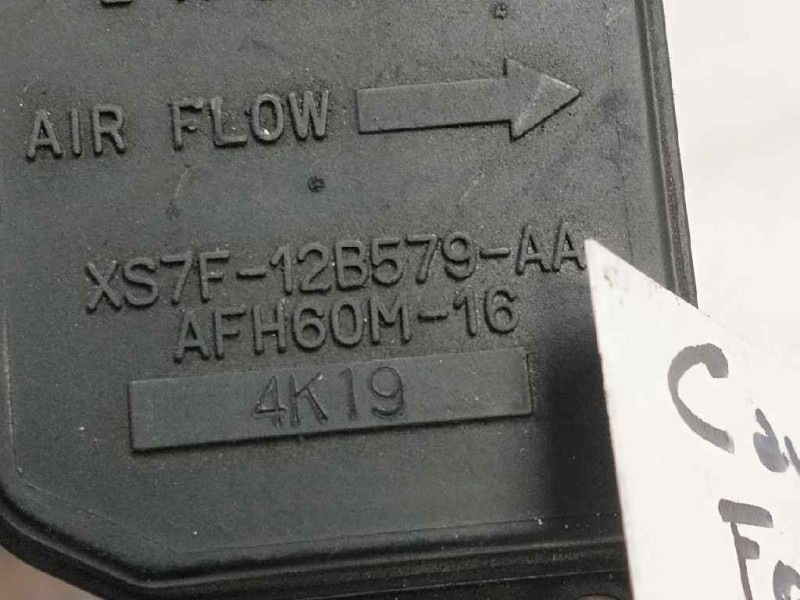 AIR FLOW
XS7F-12B579-AA
AFH60M-16
4K19